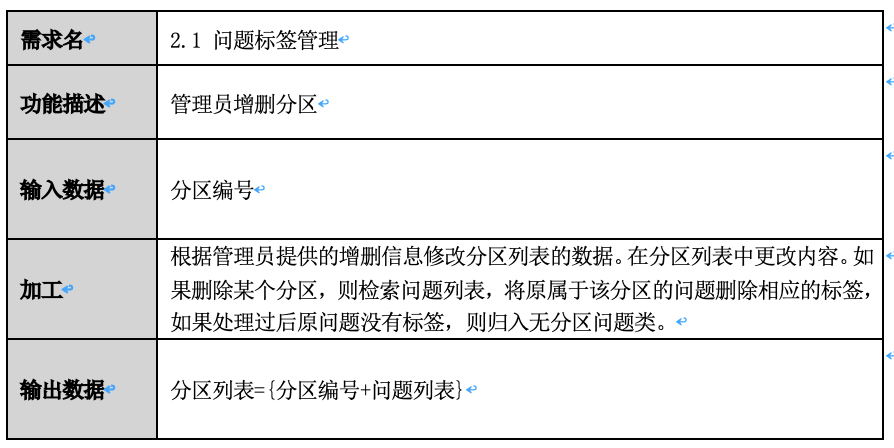 需求名
2.1 问题标签管理
功能描述
管理员增删分区
输入数据
分区编号
加工
根据管理员提供的增删信息修改分区列表的数据。在分区列表中更改内容。如
果删除某个分区，则检索问题列表，将原属于该分区的问题删除相应的标签，
如果处理过后原问题没有标签，则归入无分区问题类。
输出数据
分区列表={分区编号+问题列表}